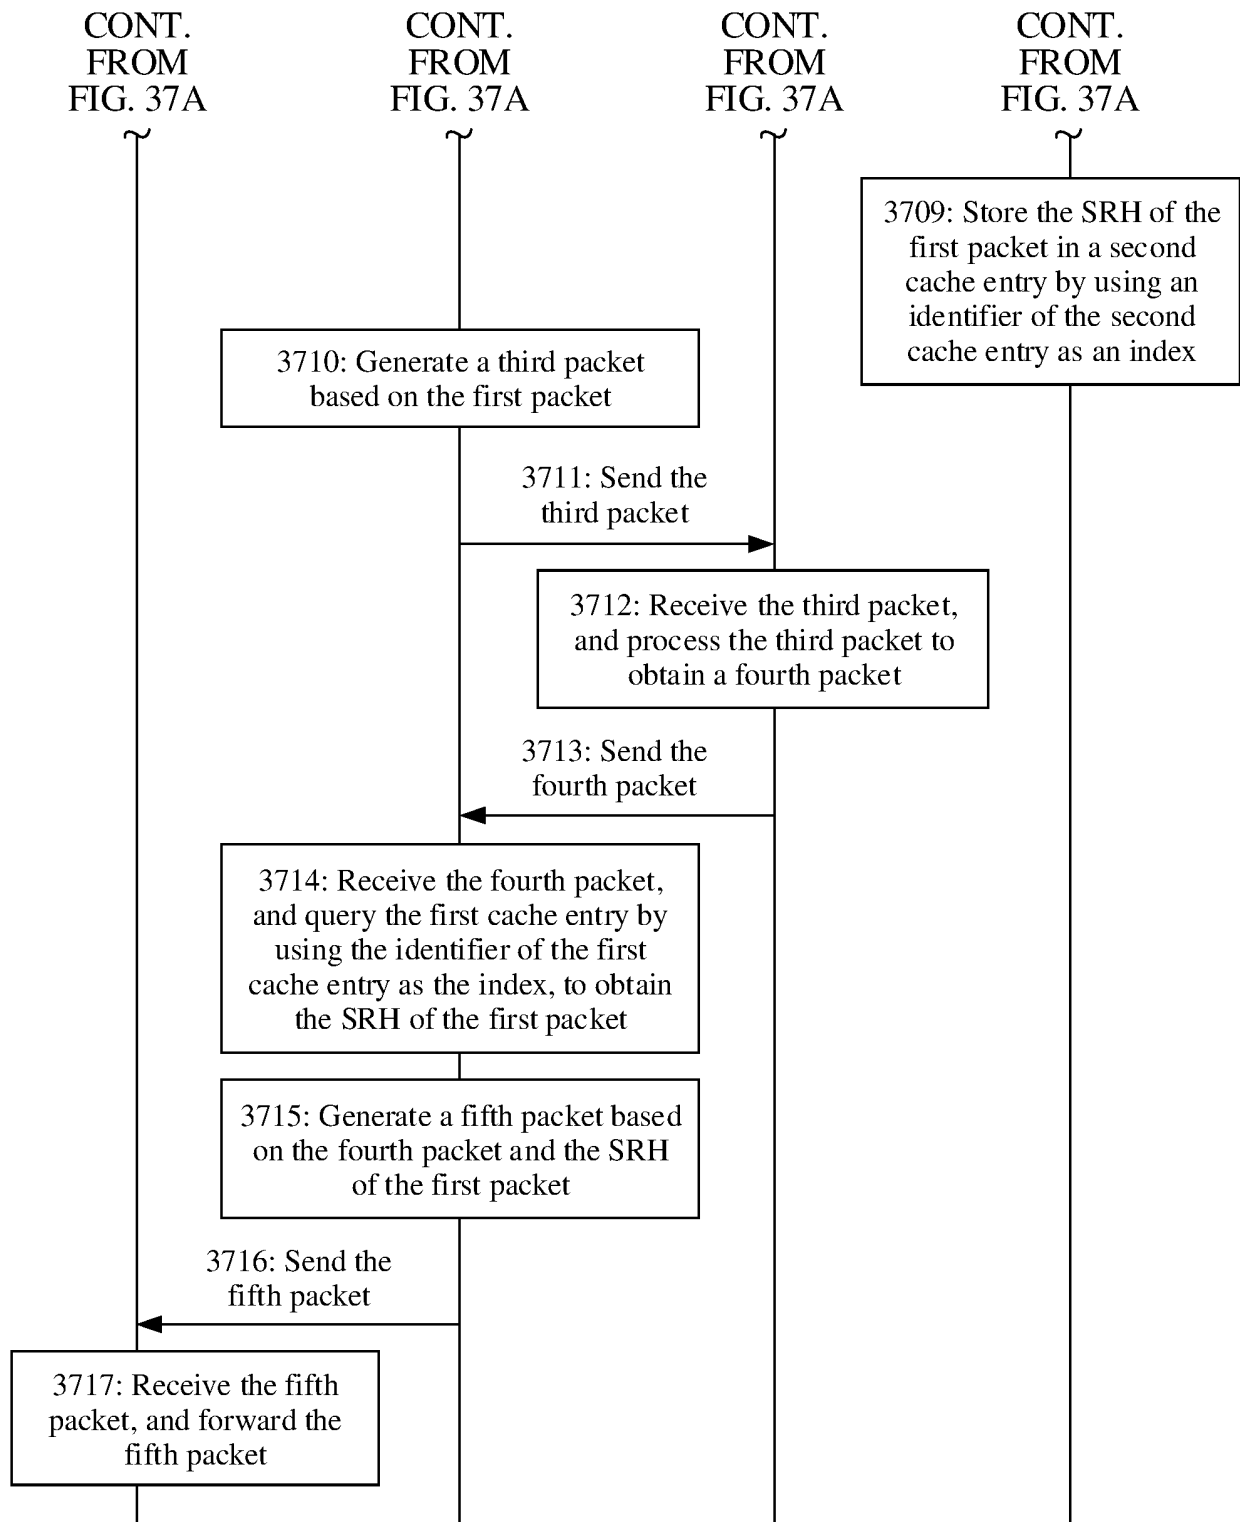 CONT.
FROM
FIG. 37A
CONT.
FROM
FIG. 37A
CONT.
FROM
FIG. 37A
CONT.
FROM
FIG. 37A
3709: Store the SRH of the
first packet in a second
cache entry by using an
identifier of the second
cache entry as an index
3710: Generate a third packet
based on the first packet
3711: Send the
third packet
3712: Receive the third packet,
and process the third packet to
obtain a fourth packet
3713: Send the
fourth packet
3714: Receive the fourth packet,
and query the first cache entry by
using the identifier of the first
cache entry as the index, to obtain
the SRH of the first packet
3715: Generate a fifth packet based
on the fourth packet and the SRH
of the first packet
3716: Send the
fifth packet
3717: Receive the fifth
packet, and forward the
fifth packet